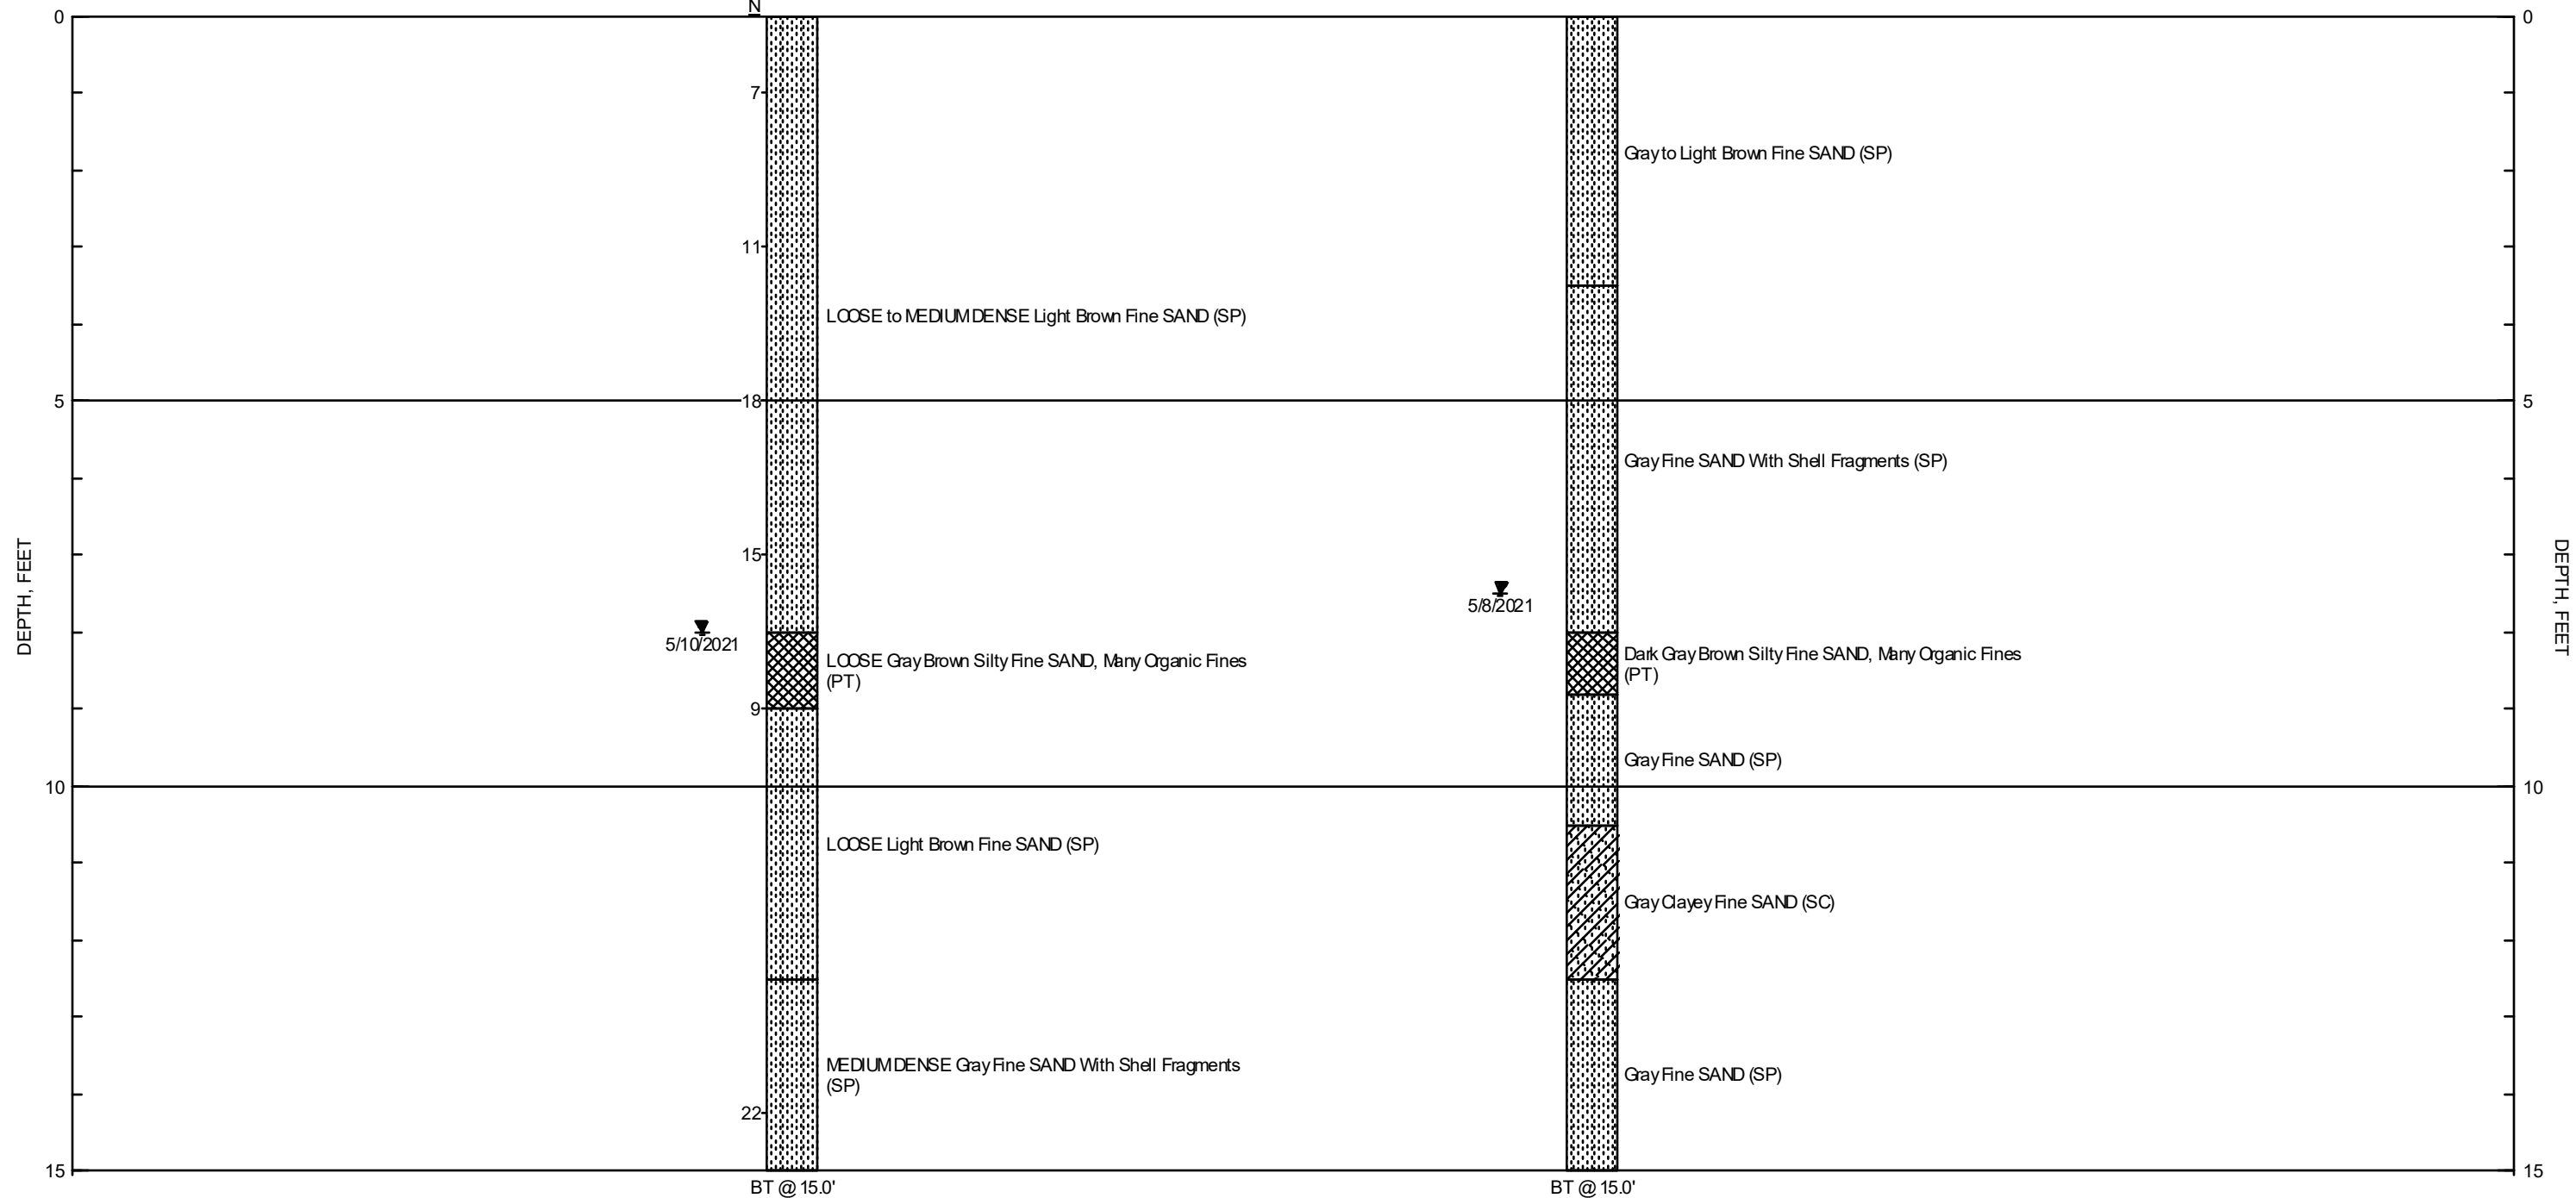 N
0
0
7
Gray to Light Brown Fine SAND (SP)
11
LOOSE to MEDIUM DENSE Light Brown Fine SAND (SP)
5
18
5
Gray Fine SAND With Shell Fragments (SP)
15
DEPTH, FEET
DEPTH, FEET
5/8/2021
5/10/2021
LOOSE Gray Brown Silty Fine SAND, Many Organic Fines
(PT)
Dark Gray Brown Silty Fine SAND, Many Organic Fines
(PT)
9
Gray Fine SAND (SP)
10
10
LOOSE Light Brown Fine SAND (SP)
Gray Clayey Fine SAND (SC)
MEDIUM DENSE Gray Fine SAND With Shell Fragments
(SP)
Gray Fine SAND (SP)
22
15
15
BT @ 15.0'
BT @ 15.0'